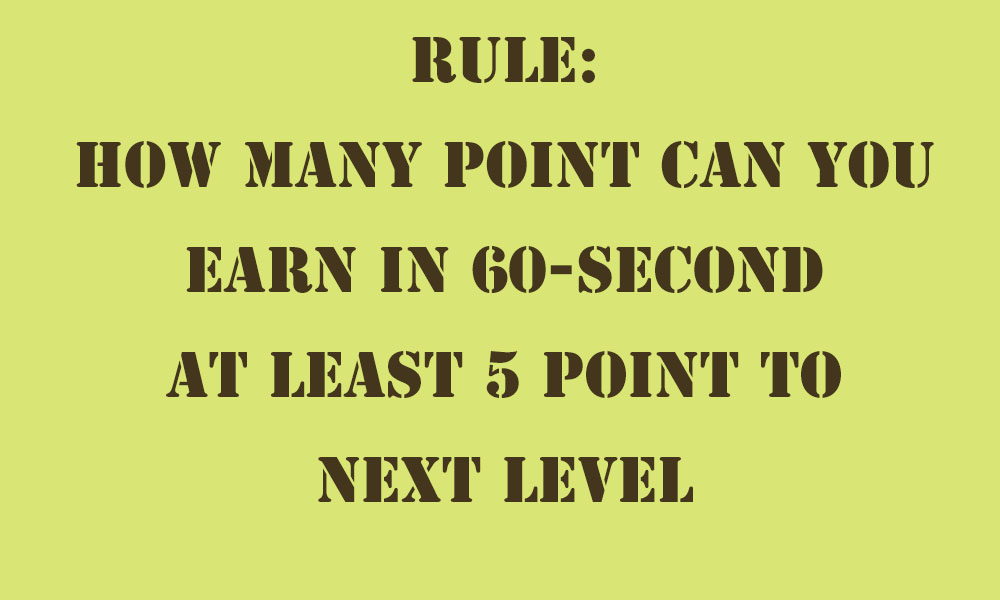 RULE:
HOW MANY POINT CAN YOU
EARN IN 60-SECOND
AT LEAST 5 POINT TO
NEXT LEVEL